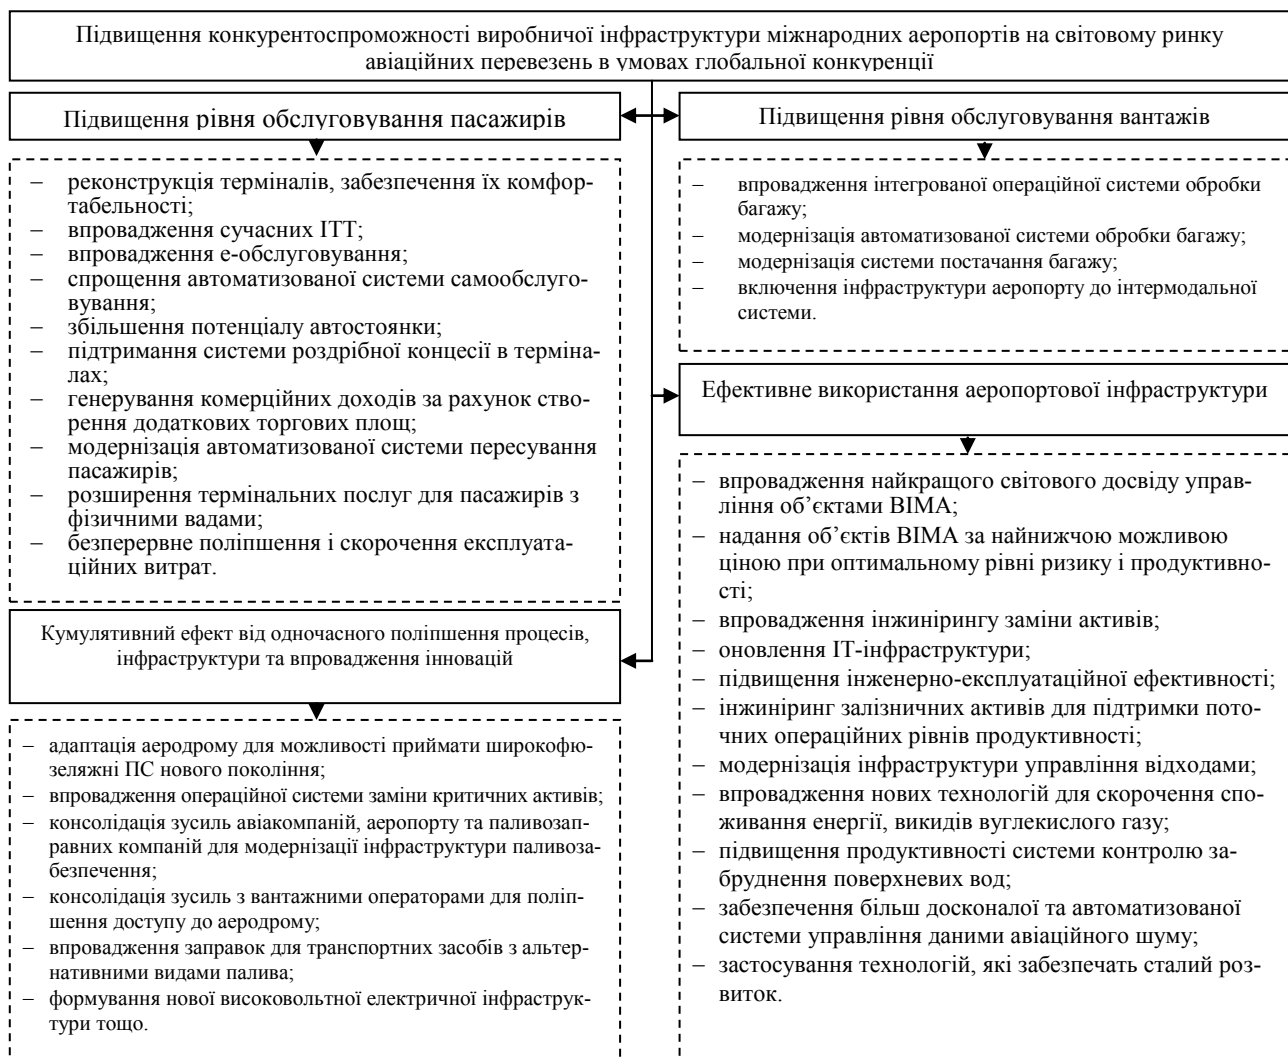 Підвищення конкурентоспроможності виробничої інфраструктури міжнародних аеропортів на світовому ринку
авіаційних перевезень в умовах глобальної конкуренції
Підвищення рівня обслуговування пасажирів
– реконструкція терміналів, забезпечення їх комфор-
табельності;
– впровадження сучасних ІТТ;
– впровадження е-обслуговування;
– спрощення автоматизованої системи самообслуго-
вування;
– збільшення потенціалу автостоянки;
– підтримання системи роздрібної концесії в терміна-
лах;
– генерування комерційних доходів за рахунок ство-
рення додаткових торгових площ;
– модернізація автоматизованої системи пересування
пасажирів;
– розширення термінальних послуг для пасажирів з
фізичними вадами;
– безперервне поліпшення і скорочення експлуата-
ційних витрат.
Кумулятивний ефект від одночасного поліпшення процесів,
інфраструктури та впровадження інновацій
– адаптація аеродрому для можливості приймати широкофю-
зеляжні ПС нового покоління;
– впровадження операційної системи заміни критичних активів;
– консолідація зусиль авіакомпаній, аеропорту та паливозап-
равних компаній для модернізації інфраструктури паливоза-
безпечення;
– консолідація зусиль з вантажними операторами для поліп-
шення доступу до аеродрому;
– впровадження заправок для транспортних засобів з альтер-
нативними видами палива;
– формування нової високовольтної електричної інфраструк-
тури тощо.
Підвищення рівня обслуговування вантажів
– впровадження інтегрованої операційної системи обробки
багажу;
– модернізація автоматизованої системи обробки багажу;
– модернізація системи постачання багажу;
– включення інфраструктури аеропорту до інтермодальної
системи.
Ефективне використання аеропортової інфраструктури
– впровадження найкращого світового досвіду управ-
ління об’єктами ВІМА;
– надання об’єктів ВІМА за найнижчою можливою
ціною при оптимальному рівні ризику і продуктивно-
сті;
– впровадження інжинірингу заміни активів;
– оновлення ІТ-інфраструктури;
– підвищення інженерно-експлуатаційної ефективності;
– інжиніринг залізничних активів для підтримки пото-
чних операційних рівнів продуктивності;
– модернізація інфраструктури управління відходами;
– впровадження нових технологій для скорочення спо-
живання енергії, викидів вуглекислого газу;
– підвищення продуктивності системи контролю за-
бруднення поверхневих вод;
– забезпечення більш досконалої та автоматизованої
системи управління даними авіаційного шуму;
– застосування технологій, які забезпечать сталий роз-
виток.